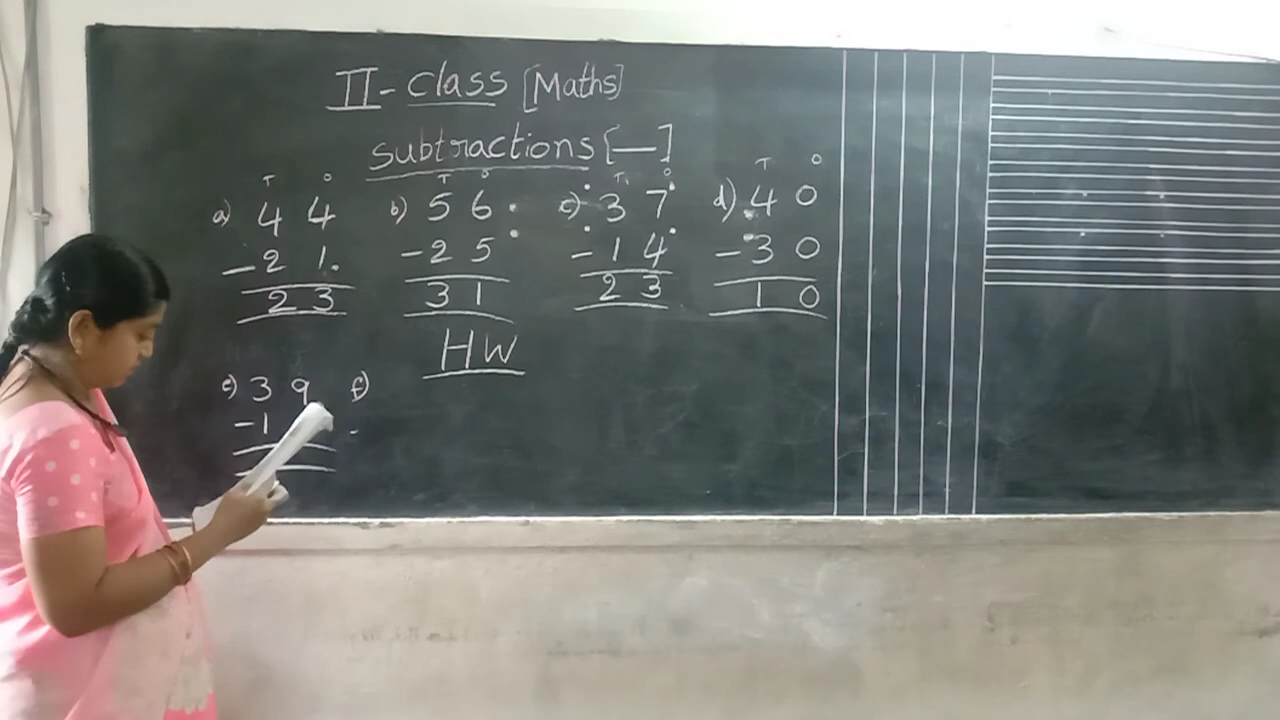 II - Class [Maths]
subtractions [—]
T O T O T O T O
a) 4 4 b) 5 6 c) 3 7 d) 4 0
- 2 1 - 2 5 - 1 4 - 3 0
2 3 3 1 2 3 1 0
HW
e) 3 9 f)
- 1 -